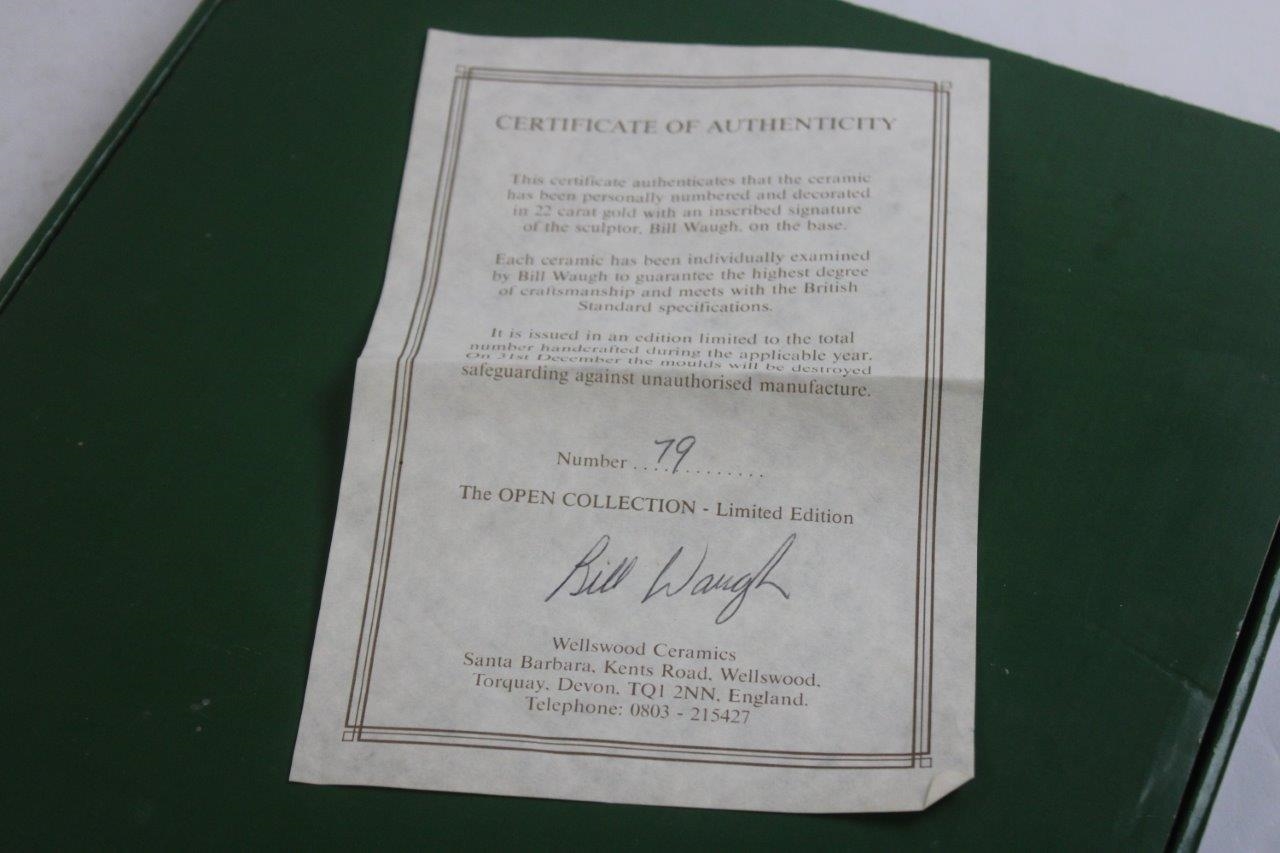 CERTIFICATE OF AUTHENTICITY
This certificate authenticates that the ceramic
has been personally numbered and decorated
in 22 carat gold with an inscribed signature
of the sculptor, Bill Waugh, on the base.
Each ceramic has been individually examined
by Bill Waugh to guarantee the highest degree
of craftsmanship and meets with the British
Standard specifications.
It is issued in an edition limited to the total
number handcrafted during the applicable year.
On 31st December the moulds will be destroyed
safeguarding against unauthorised manufacture.
Number ....79.........
The OPEN COLLECTION - Limited Edition
Bill Waugh
Wellswood Ceramics
Santa Barbara, Kents Road, Wellswood,
Torquay, Devon, TQ1 2NN, England.
Telephone: 0803 - 215427